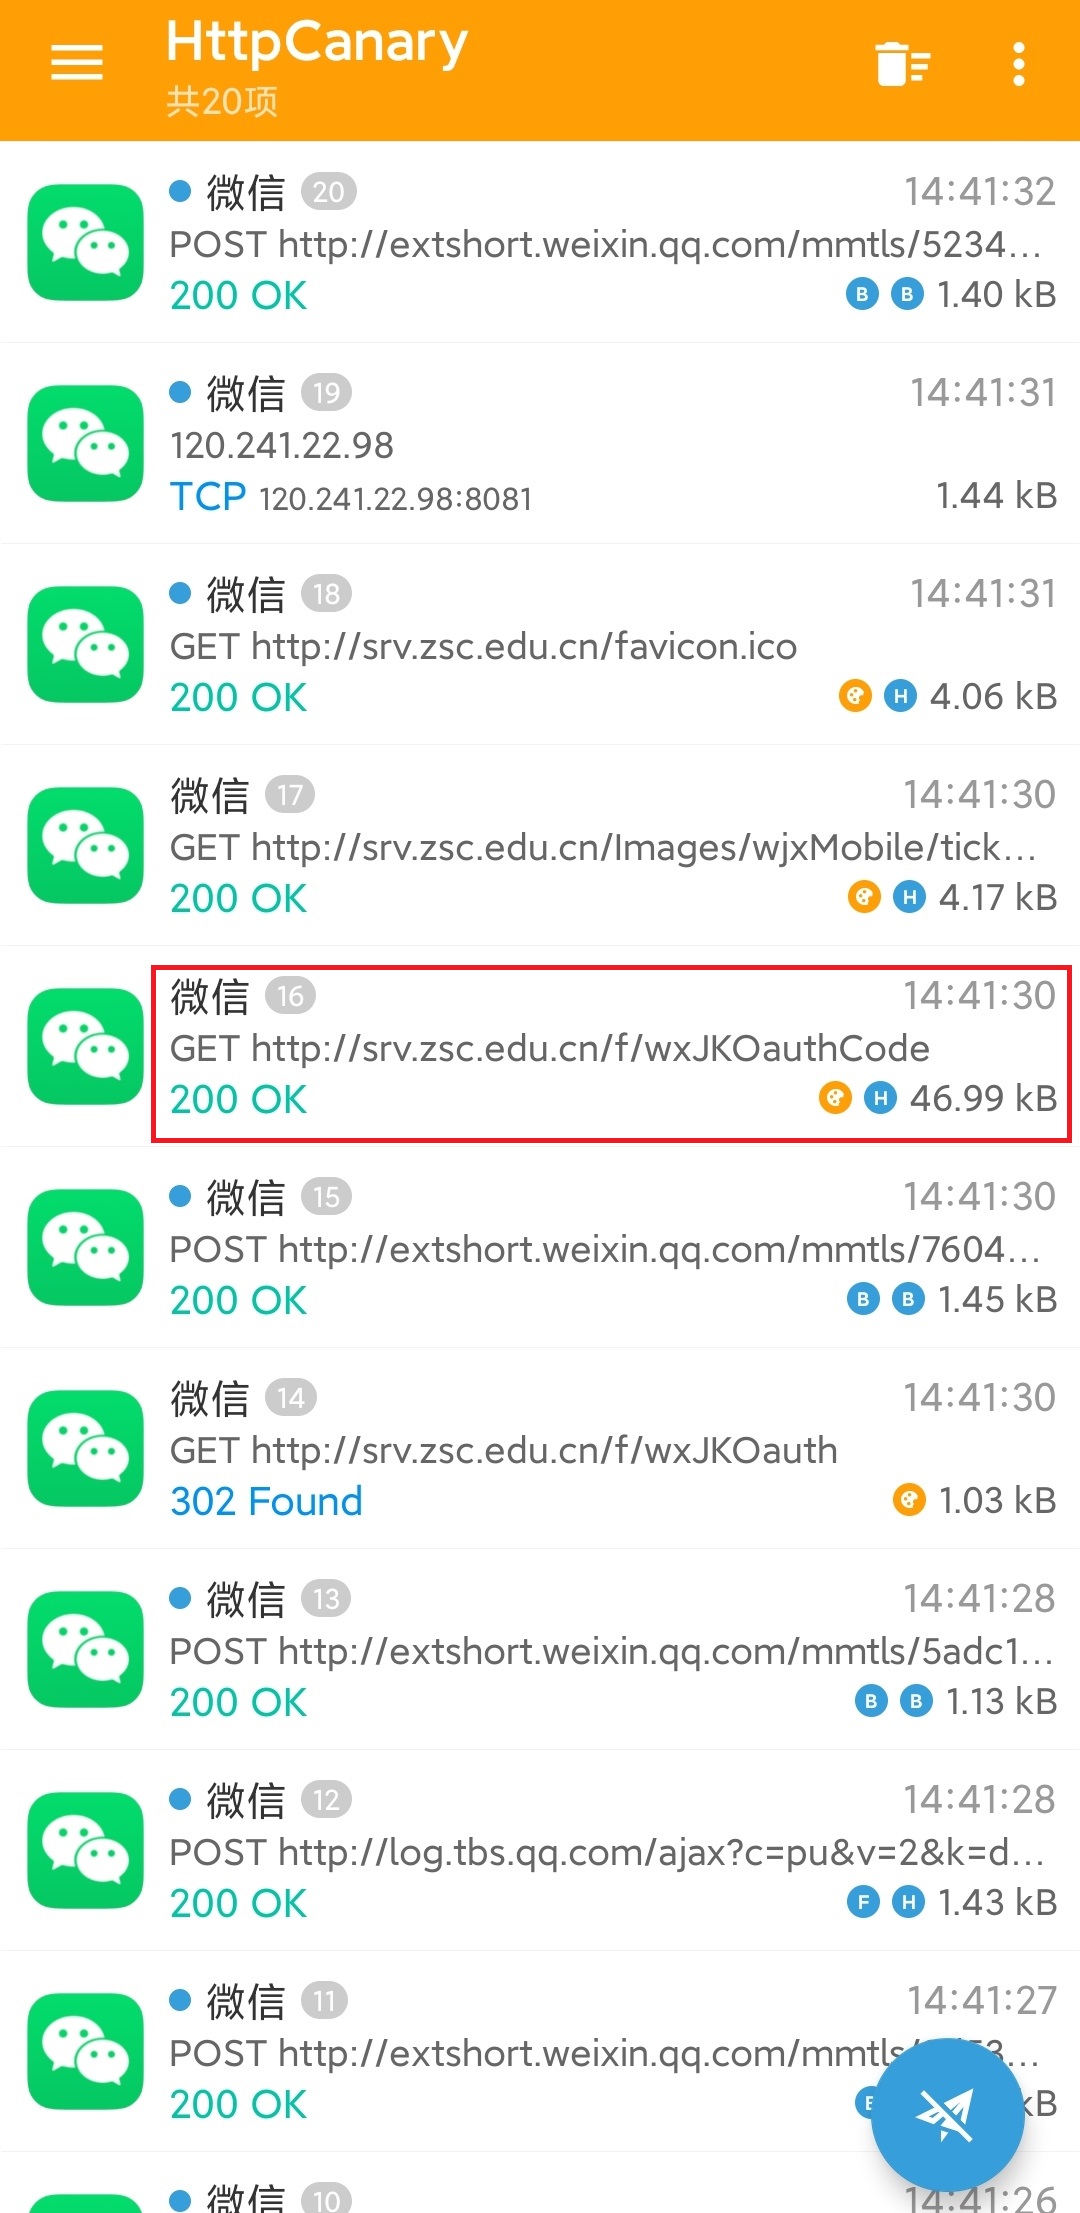 HttpCanary
共20项
微信 20 14:41:32
POST http://extshort.weixin.qq.com/mmtls/5234...
200 OK B B 1.40 kB
微信 19 14:41:31
120.241.22.98
TCP 120.241.22.98:8081 1.44 kB
微信 18 14:41:31
GET http://srv.zsc.edu.cn/favicon.ico
200 OK H 4.06 kB
微信 17 14:41:30
GET http://srv.zsc.edu.cn/Images/wjxMobile/tick...
200 OK H 4.17 kB
微信 16 14:41:30
GET http://srv.zsc.edu.cn/f/wxJKOauthCode
200 OK H 46.99 kB
微信 15 14:41:30
POST http://extshort.weixin.qq.com/mmtls/7604...
200 OK B B 1.45 kB
微信 14 14:41:30
GET http://srv.zsc.edu.cn/f/wxJKOauth
302 Found 1.03 kB
微信 13 14:41:28
POST http://extshort.weixin.qq.com/mmtls/5adc1...
200 OK B B 1.13 kB
微信 12 14:41:28
POST http://log.tbs.qq.com/ajax?c=pu&v=2&k=d...
200 OK F H 1.43 kB
微信 11 14:41:27
POST http://extshort.weixin.qq.com/mmtls
200 OK kB
微信 10 14:41:26